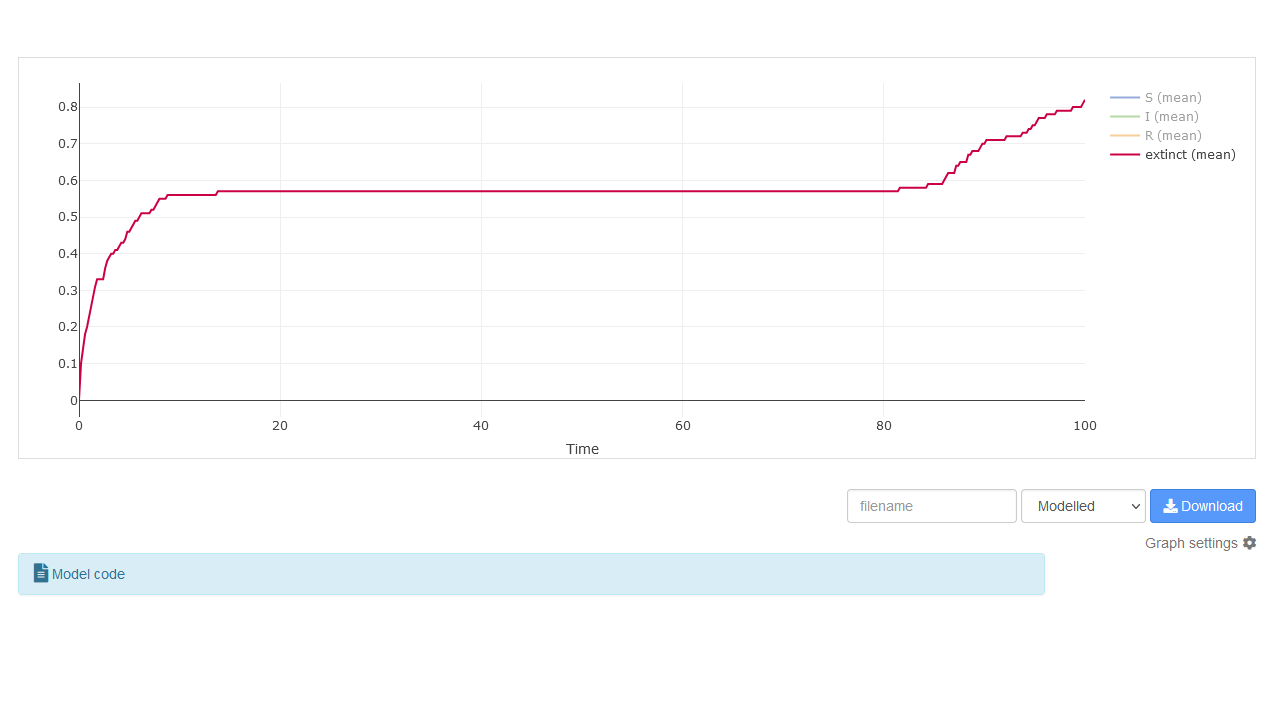 0.8
0.7
0.6
0.5
0.4
0.3
0.2
0.1
0
0 20 40 60 80 100
Time
S (mean)
I (mean)
R (mean)
extinct (mean)
filename Modelled Download
Graph settings
Model code